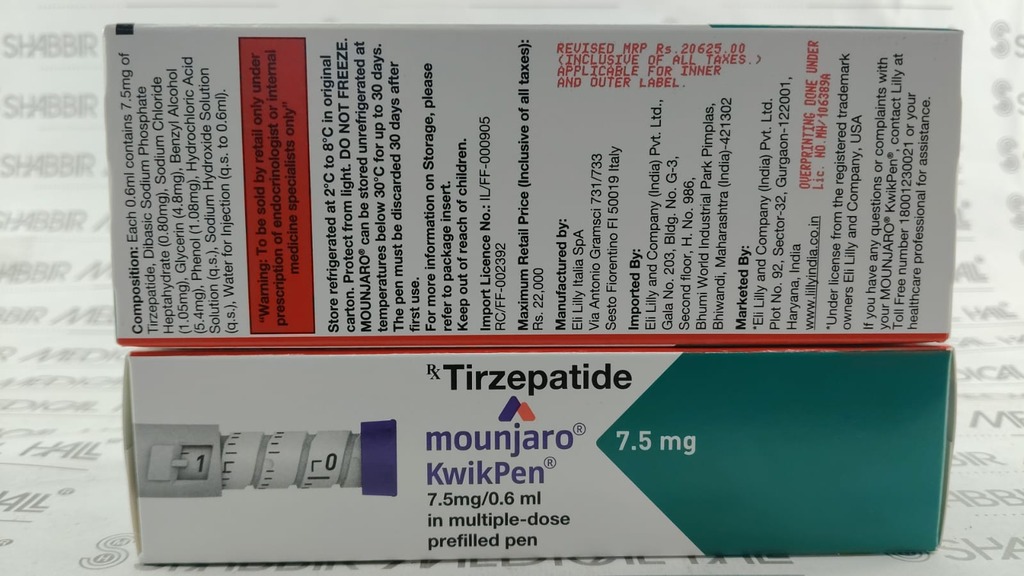 Composition: Each 0.6ml contains 7.5mg of
Tirzepatide, Dibasic Sodium Phosphate
Heptahydrate (0.80mg), Sodium Chloride
(1.05mg), Glycerin (4.8mg), Benzyl Alcohol
(5.4mg), Phenol (1.08mg), Hydrochloric Acid
Solution (q.s.), Sodium Hydroxide Solution
(q.s.), Water for Injection (q.s. to 0.6ml).
"Warning: To be sold by retail only under
prescription of endocrinologist or internal
medicine specialists only"
Store refrigerated at 2°C to 8°C in original
carton. Protect from light. DO NOT FREEZE.
MOUNJARO® can be stored unrefrigerated at
temperatures below 30°C for up to 30 days.
The pen must be discarded 30 days after
first use.
For more information on Storage, please
refer to package insert.
Keep out of reach of children.
Import Licence No.: IL/FF-000905
RC/FF-002392
Maximum Retail Price (Inclusive of all taxes):
Rs. 22,000
REVISED MRP Rs.20625.00
(INCLUSIVE OF ALL TAXES.)
APPLICABLE FOR INNER
AND OUTER LABEL.
Manufactured by:
Eli Lilly Italia SpA
Via Antonio Gramsci 731\733
Sesto Fiorentino FI 50019 Italy
Imported By:
Eli Lilly and Company (India) Pvt. Ltd.,
Gala No. 203, Bldg. No. G-3,
Second floor, H. No. 986,
Bhumi World Industrial Park Pimplas,
Bhiwandi, Maharashtra (India)-421302
Marketed By:
*Eli Lilly and Company (India) Pvt. Ltd.
Plot No. 92, Sector-32, Gurgaon-122001,
Haryana, India
www.lillyindia.co.in
OVERPRINTING DONE UNDER
Lic. NO.MH/106389A
*Under license from the registered trademark
owners Eli Lilly and Company, USA
If you have any questions or complaints with
your MOUNJARO® KwikPen®, contact Lilly at
Toll Free number 18001230021 or your
healthcare professional for assistance.
Rx Tirzepatide
mounjaro®
KwikPen®
7.5mg/0.6 ml
in multiple-dose
prefilled pen
7.5 mg
1
0
SHABBIR
MEDICAL HALL